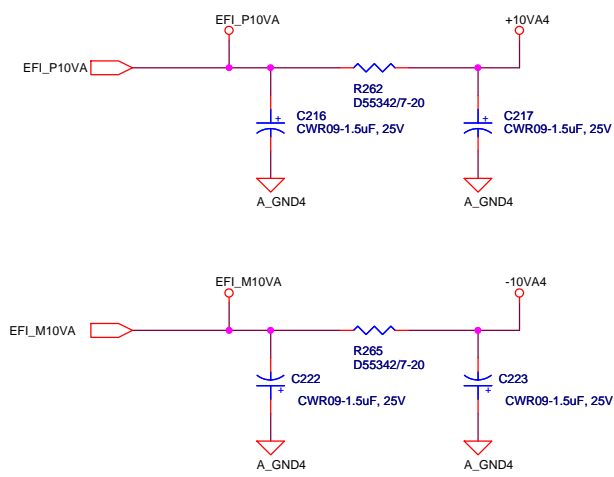 EFI_P10VA
+10VA4
EFI_P10VA
R262
D55342/7-20
C216
CWR09-1.5uF, 25V
+
C217
CWR09-1.5uF, 25V
+
A_GND4
A_GND4
EFI_M10VA
-10VA4
EFI_M10VA
R265
D55342/7-20
C222
+
CWR09-1.5uF, 25V
C223
+
CWR09-1.5uF, 25V
A_GND4
A_GND4